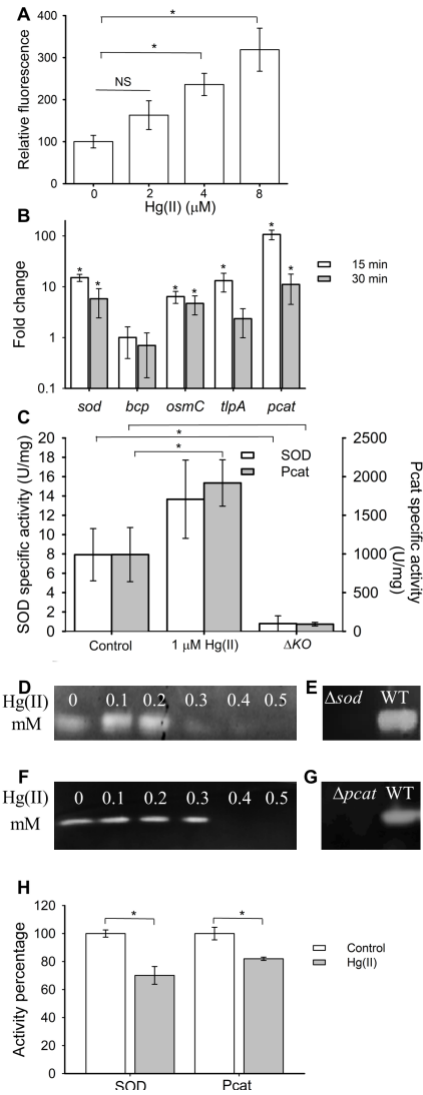 A
*
*
NS
Relative fluorescence
400
300
200
100
0
0 2 4 8
Hg(II) (μM)
B
Fold change
100
10
1
0.1
* * * * * * *
15 min
30 min
sod bcp osmC tlpA pcat
C
*
*
SOD
Pcat
SOD specific activity (U/mg)
20
18
16
14
12
10
8
6
4
2
0
2500
2000
1500
1000
500
0
Pcat specific activity
(U/mg)
Control 1 μM Hg(II) ΔKO
D
Hg(II) 0 0.1 0.2 0.3 0.4 0.5
mM
E
Δsod WT
F
Hg(II) 0 0.1 0.2 0.3 0.4 0.5
mM
G
Δpcat WT
H
Activity percentage
120
100
80
60
40
20
0
* *
Control
Hg(II)
SOD Pcat